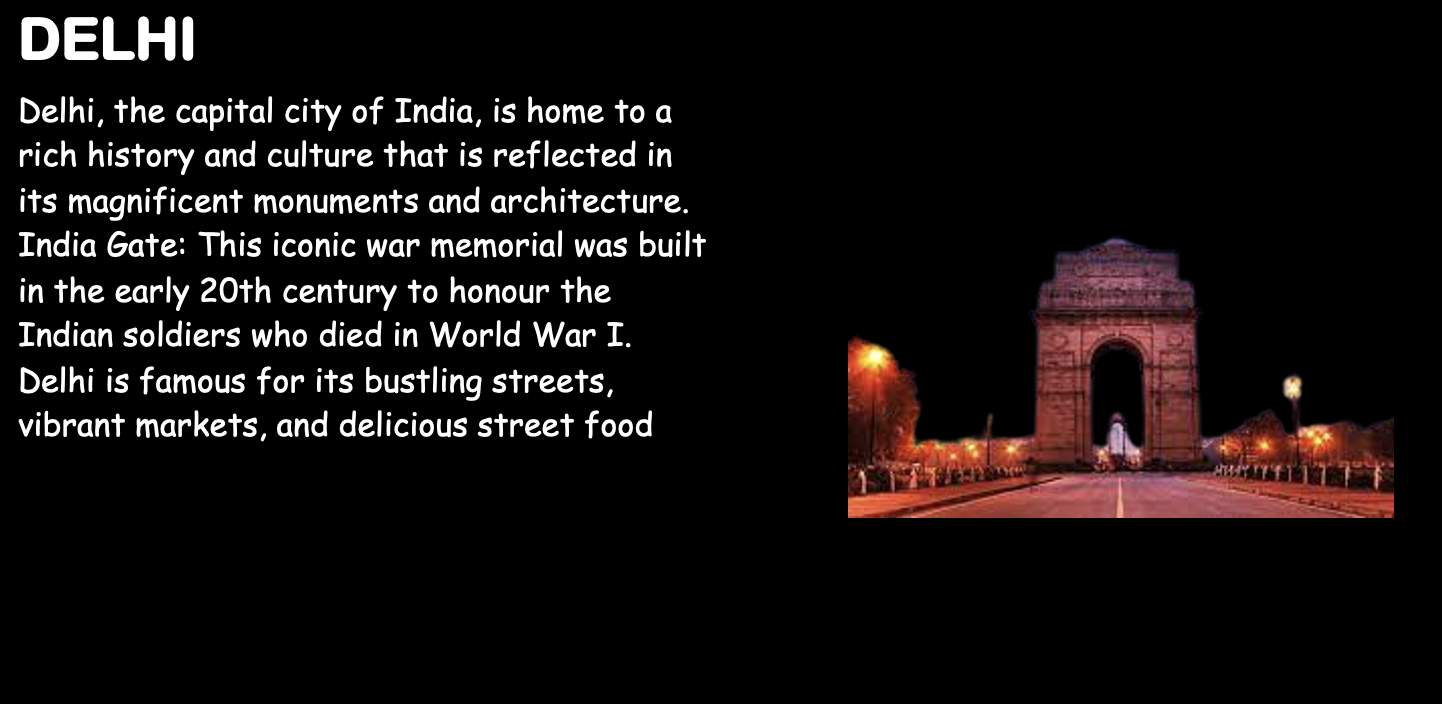 DELHI
Delhi, the capital city of India, is home to a
rich history and culture that is reflected in
its magnificent monuments and architecture.
India Gate: This iconic war memorial was built
in the early 20th century to honour the
Indian soldiers who died in World War I.
Delhi is famous for its bustling streets,
vibrant markets, and delicious street food